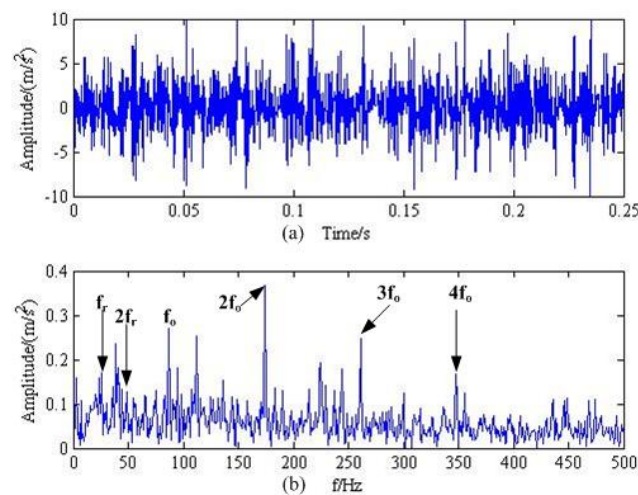 Amplitude/(m/s²)
10
5
0
-5
-10
0 0.05 0.1 0.15 0.2 0.25
(a) Time/s
Amplitude/(m/s²)
0.4
0.3
0.2
0.1
0
fr 2fr fo 2fo 3fo 4fo
0 50 100 150 200 250 300 350 400 450 500
(b) f/Hz